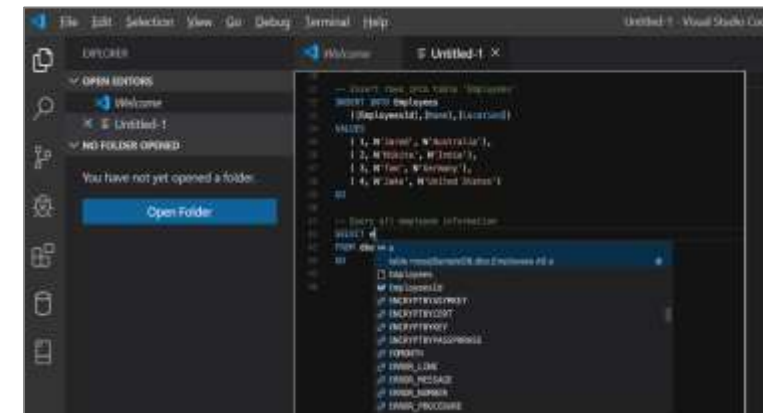 File Edit Selection View Go Debug Terminal Help
Untitled-1 - Visual Studio Co
EXPLORER
OPEN EDITORS
Welcome
Untitled-1
NO FOLDER OPENED
You have not yet opened a folder.
Open Folder
Welcome
Untitled-1
-- Insert rows into table 'Employees'
INSERT INTO Employees
([EmployeesId],[Name],[Location])
VALUES
( 1, N'Jared', N'Australia'),
( 2, N'Nikita', N'India'),
( 3, N'Tom', N'Germany'),
( 4, N'Jake', N'United States')
GO
-- Query all employee information
SELECT e
FROM dbo
GO
e
Employees
EmployeesId
ENCRYPTBYASYMKEY
ENCRYPTBYCERT
ENCRYPTBYKEY
ENCRYPTBYPASSPHRASE
EOMONTH
ERROR_LINE
ERROR_MESSAGE
ERROR_NUMBER
ERROR_PROCEDURE